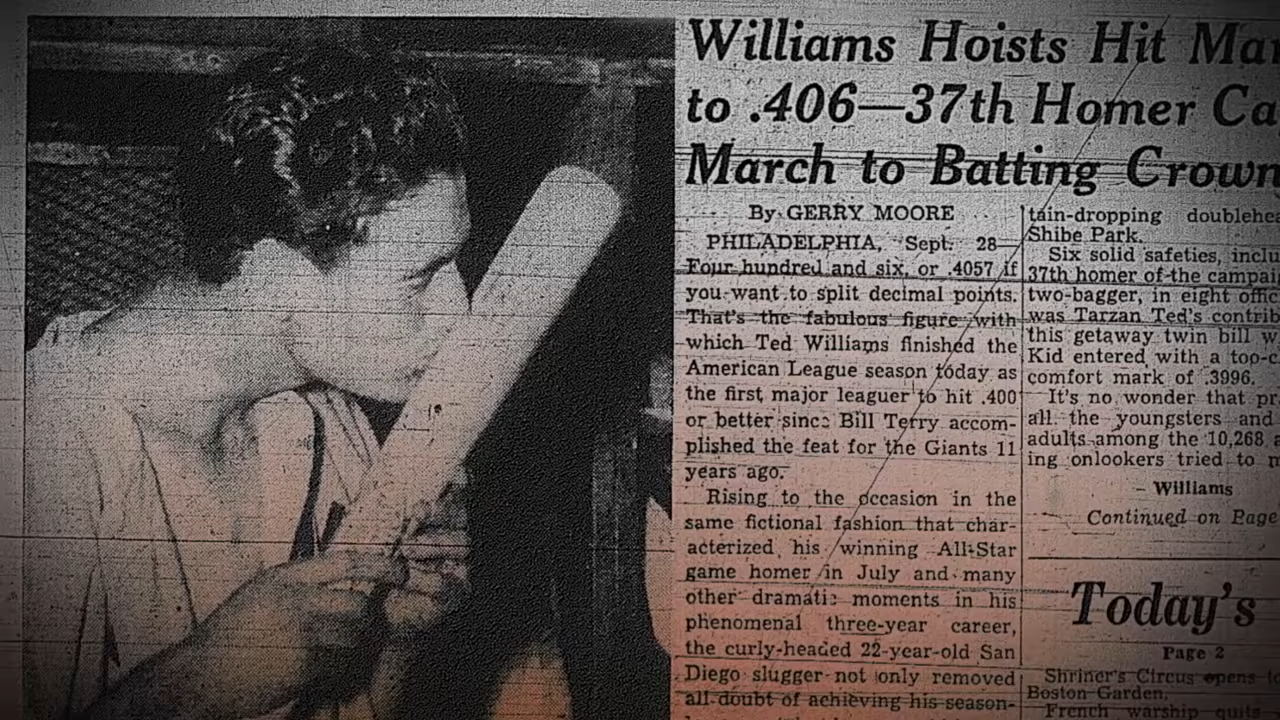 Williams Hoists Hit
to .406—37th Homer
March to Batting Crown
By GERRY MOORE
PHILADELPHIA, Sept. 28—
Four hundred and six, or .4057 if
you want to split decimal points.
That's the fabulous figure with
which Ted Williams finished the
American League season today as
the first major leaguer to hit .400
or better since Bill Terry accom-
plished the feat for the Giants 11
years ago.
Rising to the occasion in the
same fictional fashion that char-
acterized his winning All-Star
game homer in July and many
other dramatic moments in his
phenomenal three-year career,
the curly-headed 22-year-old San
Diego slugger not only removed
all doubt of achieving his season-
tain-dropping
Shibe Park.
Six solid safeties,
37th homer of the
two-bagger, in eight
was Tarzan Ted's
this getaway twin bill
Kid entered with a
comfort mark of .3996.
It's no wonder that
all the youngsters and
adults among the 10,268
ing onlookers tried to
Williams
Continued on Page
Today's
Page 2
Shriner's Circus opens
Boston Garden.
French warship quits